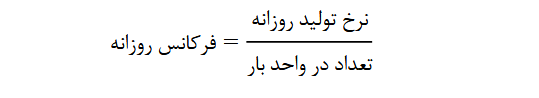 نرخ تولید روزانه
فرکانس روزانه =
تعداد در واحد بار